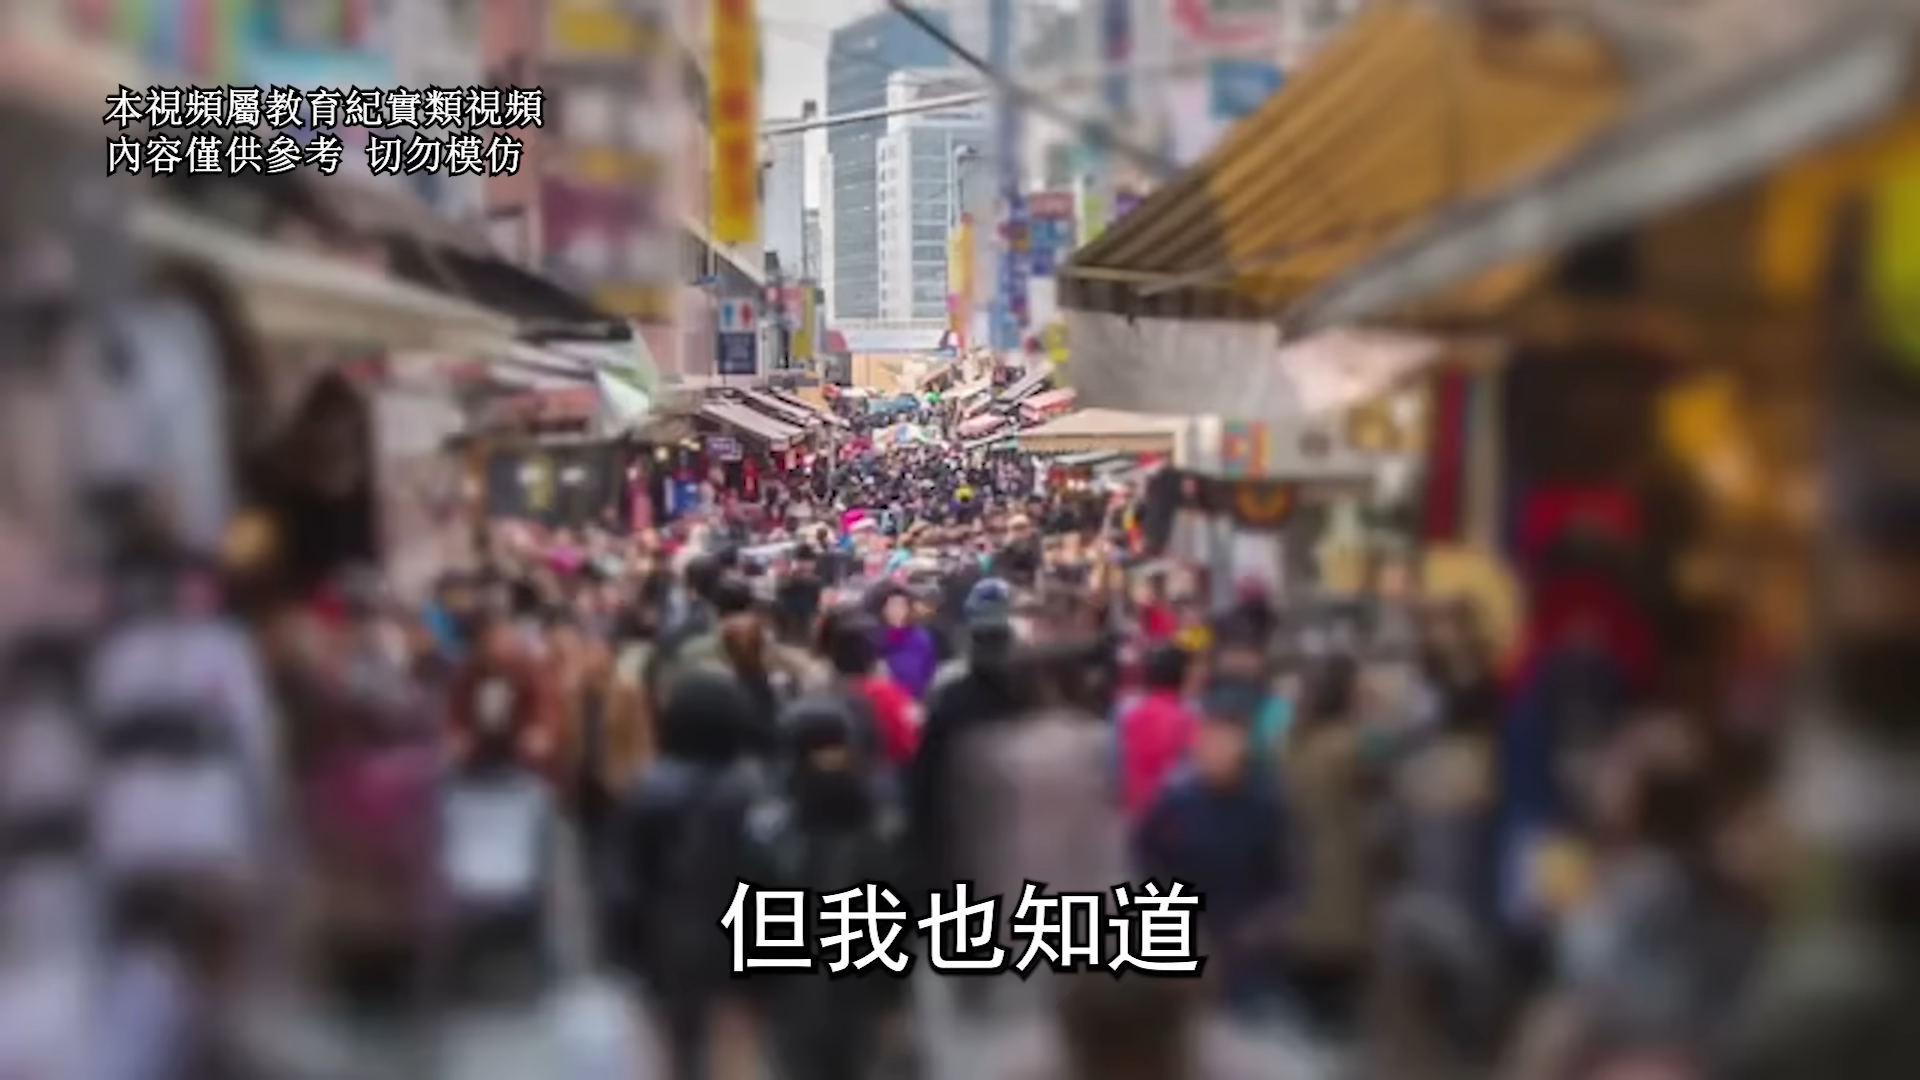 本視頻屬教育紀實類視頻
內容僅供參考 切勿模仿
但我也知道